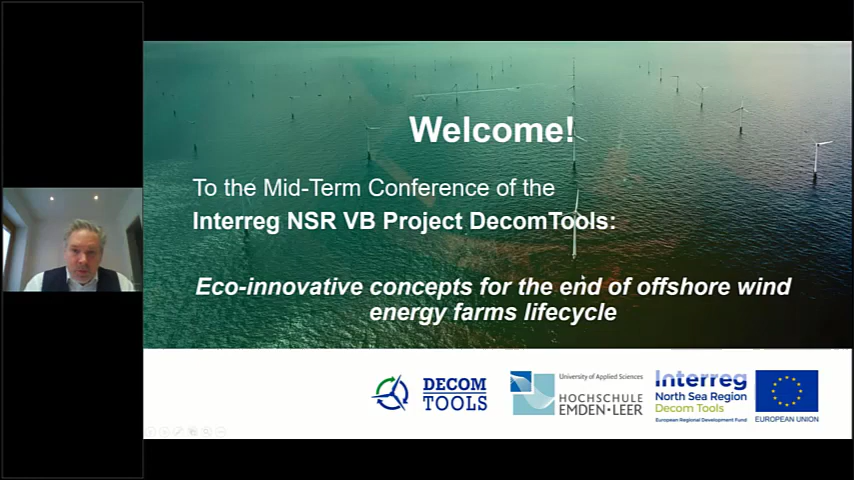 Welcome!
To the Mid-Term Conference of the
Interreg NSR VB Project DecomTools:
Eco-innovative concepts for the end of offshore wind
energy farms lifecycle
DECOM
TOOLS
University of Applied Sciences
HOCHSCHULE
EMDEN·LEER
Interreg
North Sea Region
Decom Tools
European Regional Development Fund
EUROPEAN UNION